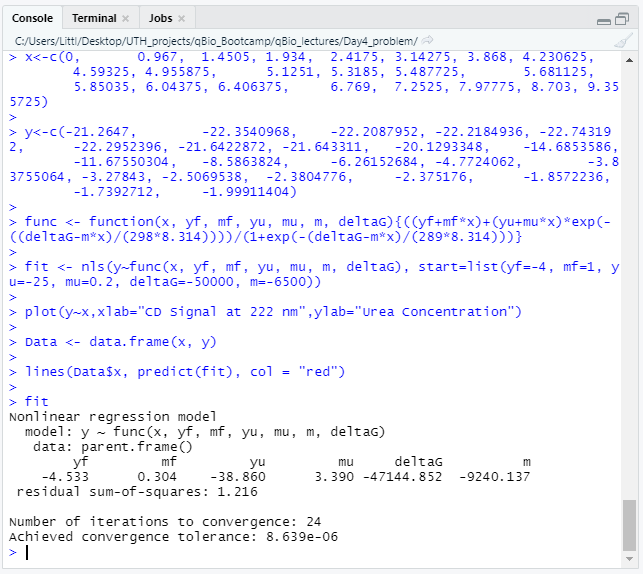 Console Terminal Jobs
C:/Users/Littl/Desktop/UTH_projects/qBio_Bootcamp/qBio_lectures/Day4_problem/
> x<-c(0, 0.967, 1.4505, 1.934, 2.4175, 3.14275, 3.868, 4.230625,
4.59325, 4.955875, 5.1251, 5.3185, 5.487725, 5.681125,
5.85035, 6.04375, 6.406375, 6.769, 7.2525, 7.97775, 8.703, 9.35
5725)
>
> y<-c(-21.2647, -22.3540968, -22.2087952, -22.2184936, -22.74319
2, -22.2952396, -21.6422872, -21.643311, -20.1293348, -14.6853586,
-11.67550304, -8.5863824, -6.26152684, -4.7724062, -3.8
3755064, -3.27843, -2.5069538, -2.3804776, -2.375176, -1.8572236,
-1.7392712, -1.99911404)
>
> func <- function(x, yf, mf, yu, mu, m, deltaG){((yf+mf*x)+(yu+mu*x)*exp(-
((deltaG-m*x)/(298*8.314))))/(1+exp(-(deltaG-m*x)/(289*8.314)))}
>
> fit <- nls(y~func(x, yf, mf, yu, mu, m, deltaG), start=list(yf=-4, mf=1, y
u=-25, mu=0.2, deltaG=-50000, m=-6500))
>
> plot(y~x,xlab="CD Signal at 222 nm",ylab="Urea Concentration")
>
> Data <- data.frame(x, y)
>
> lines(Data$x, predict(fit), col = "red")
>
> fit
Nonlinear regression model
model: y ~ func(x, yf, mf, yu, mu, m, deltaG)
data: parent.frame()
yf mf yu mu deltaG m
-4.533 0.304 -38.860 3.390 -47144.852 -9240.137
residual sum-of-squares: 1.216

Number of iterations to convergence: 24
Achieved convergence tolerance: 8.639e-06
>